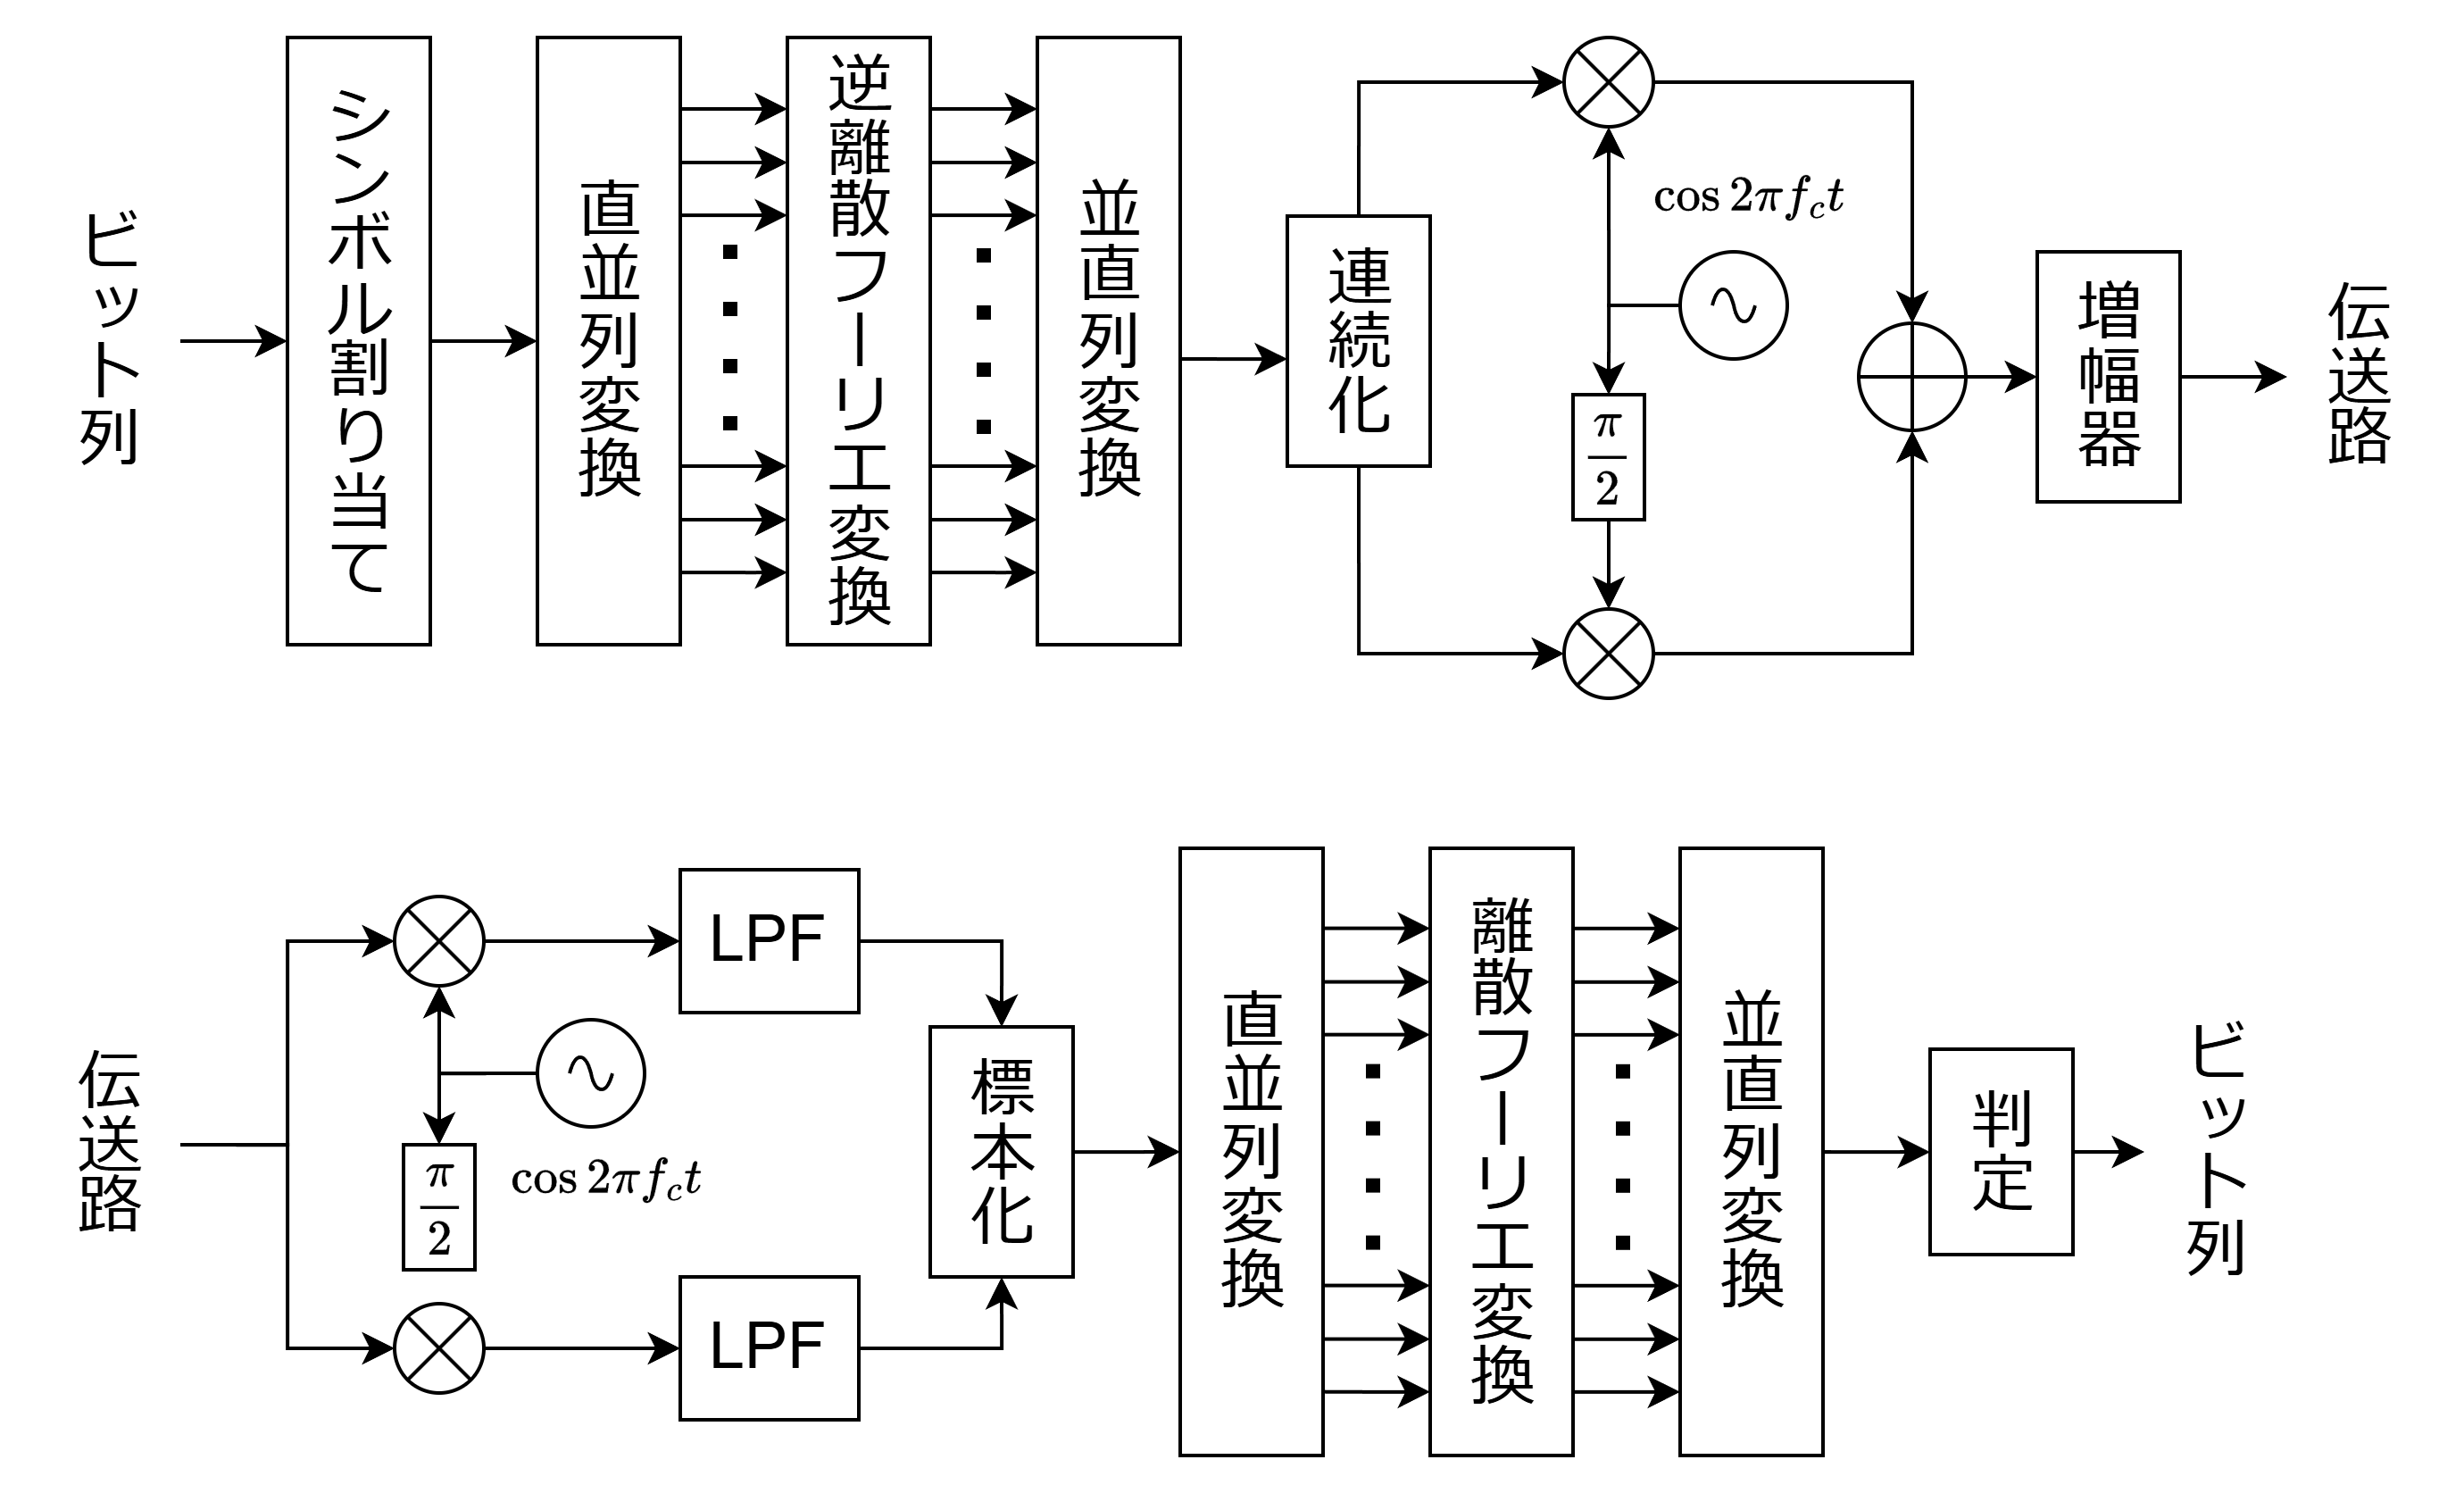 ビット列
シンボル割り当て
直並列変換
逆離散フーリエ変換
並直列変換
連続化
cos 2πf_c t
π/2
増幅器
伝送路
伝送路
π/2
cos 2πf_c t
LPF
LPF
標本化
直並列変換
離散フーリエ変換
並直列変換
判定
ビット列